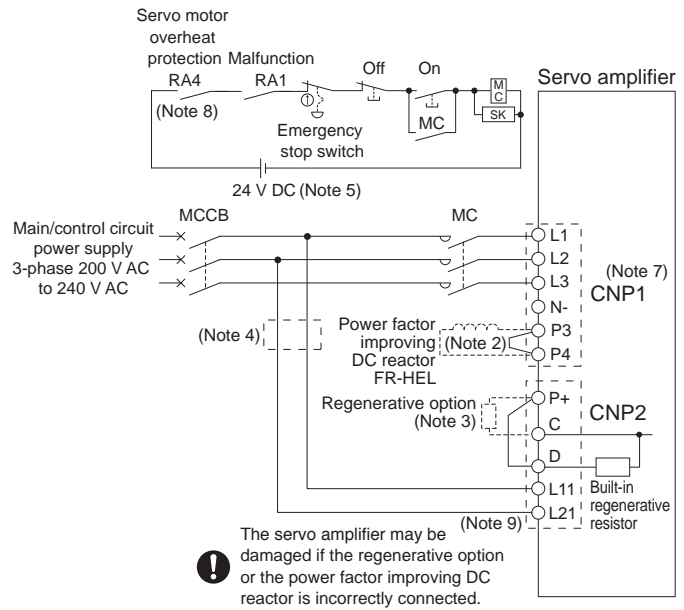 Servo motor
overheat
protection
Malfunction
RA4
RA1
Off
On
(Note 8)
Emergency
stop switch
MC
M
C
SK
Servo amplifier
24 V DC (Note 5)
MCCB
MC
Main/control circuit
power supply
3-phase 200 V AC
to 240 V AC
L1
L2
L3
N-
P3
P4
(Note 7)
CNP1
(Note 4)
Power factor
improving
DC reactor
FR-HEL
(Note 2)
Regenerative option
(Note 3)
P+
C
D
L11
L21
CNP2
Built-in
regenerative
resistor
(Note 9)
The servo amplifier may be
damaged if the regenerative option
or the power factor improving DC
reactor is incorrectly connected.